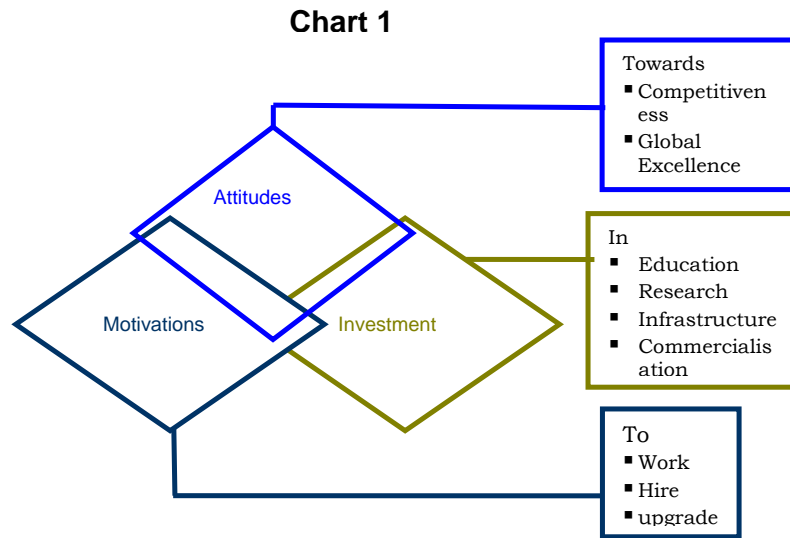 Chart 1
Towards
▪ Competitiven
ess
▪ Global
Excellence
Attitudes
In
▪ Education
▪ Research
▪ Infrastructure
▪ Commercialis
ation
Motivations
Investment
To
▪ Work
▪ Hire
▪ upgrade